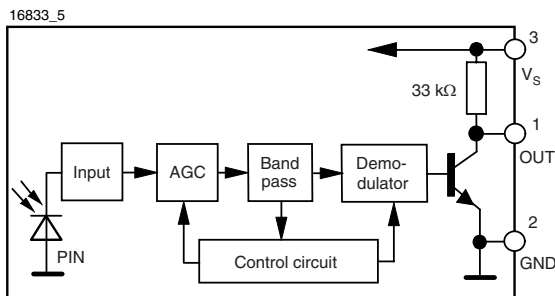 16833_5
3
V_S
33 kΩ
1
OUT
Input
AGC
Band
pass
Demo-
dulator
2
GND
PIN
Control circuit